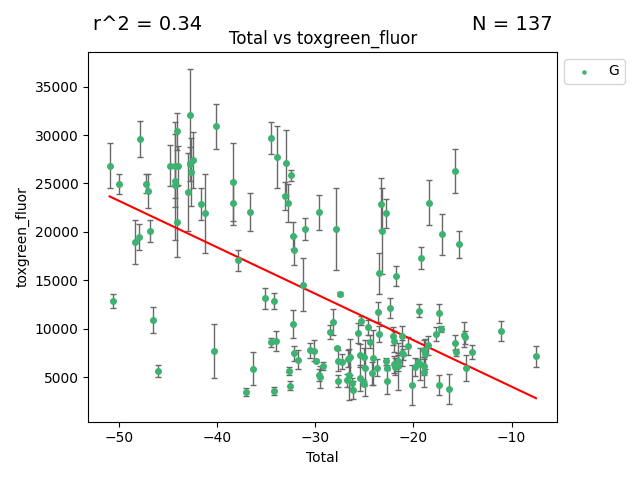 r^2 = 0.34
N = 137
Total vs toxgreen_fluor
G
35000
30000
25000
20000
15000
10000
5000
toxgreen_fluor
−50
−40
−30
−20
−10
Total